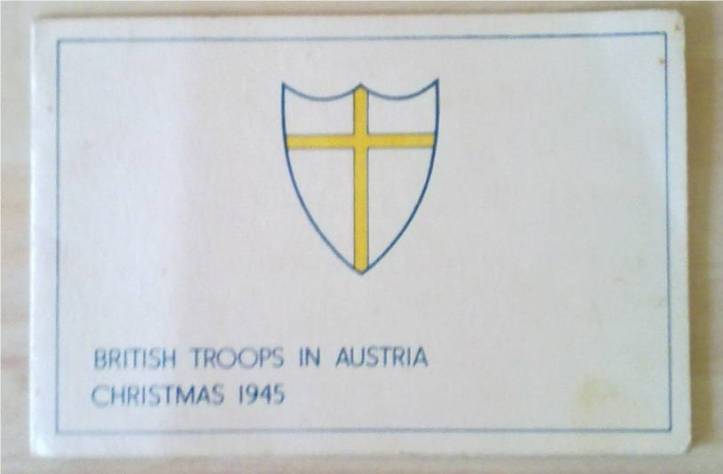 BRITISH TROOPS IN AUSTRIA
CHRISTMAS 1945